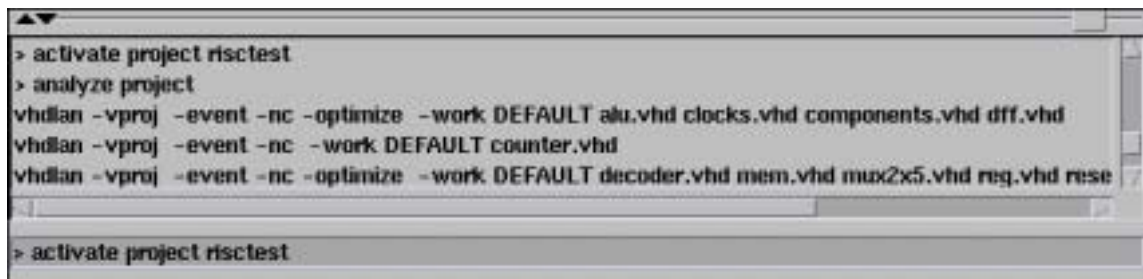 > activate project risctest
> analyze project
vhdlan -vproj -event -nc -optimize -work DEFAULT alu.vhd clocks.vhd components.vhd dff.vhd
vhdlan -vproj -event -nc -work DEFAULT counter.vhd
vhdlan -vproj -event -nc -optimize -work DEFAULT decoder.vhd mem.vhd mux2x5.vhd reg.vhd rese
> activate project risctest